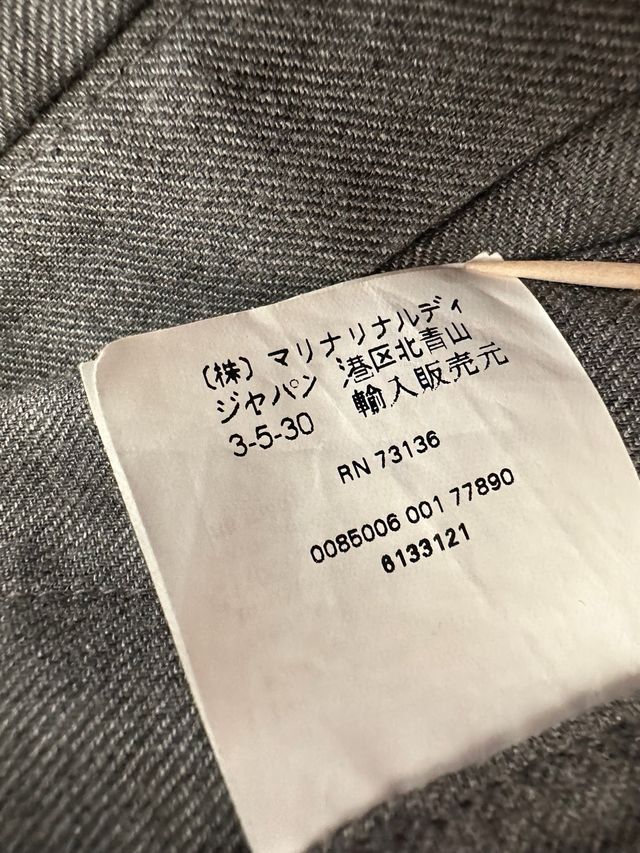 (株) マリナリナルディ
ジャパン 港区北青山
3-5-30 輸入販売元
RN 73136
0085006 001 77890
6133121